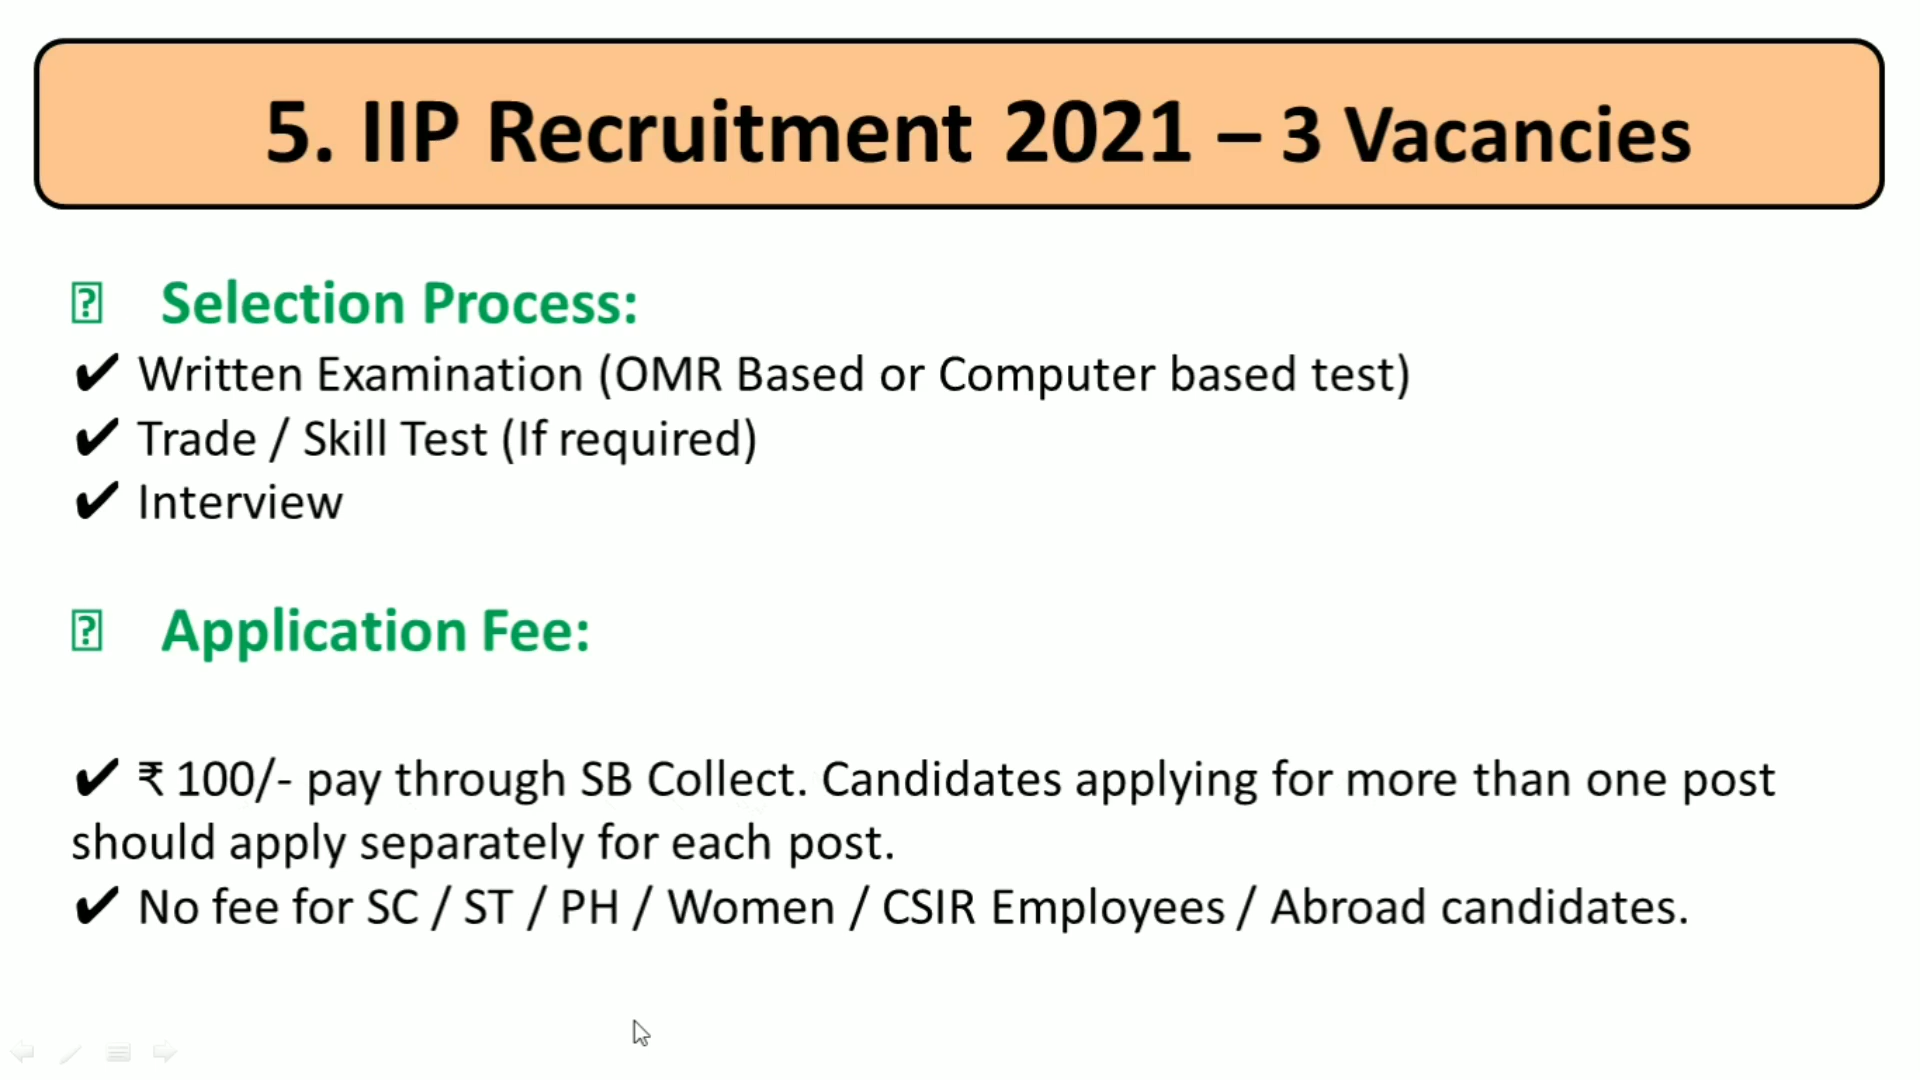 5. IIP Recruitment 2021 – 3 Vacancies
Selection Process:
✔ Written Examination (OMR Based or Computer based test)
✔ Trade / Skill Test (If required)
✔ Interview
Application Fee:
✔ ₹ 100/- pay through SB Collect. Candidates applying for more than one post
should apply separately for each post.
✔ No fee for SC / ST / PH / Women / CSIR Employees / Abroad candidates.